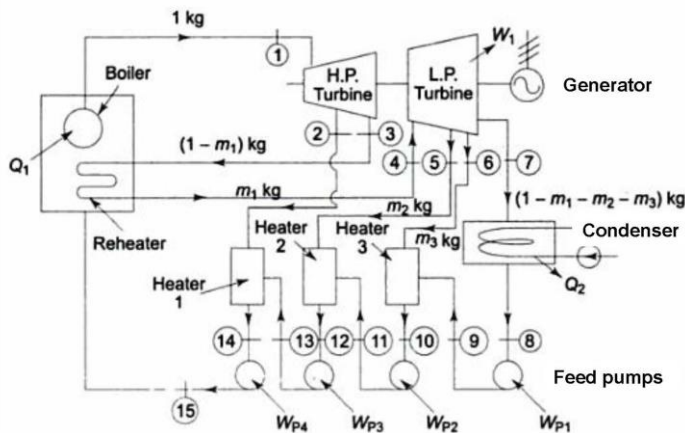 1 kg
1
W1
Boiler
H.P.
Turbine
L.P.
Turbine
Generator
2
3
(1 – m1) kg
4
5
6
7
Q1
m1 kg
m2 kg
(1 – m1 – m2 – m3) kg
Reheater
Heater
2
Heater
3
m3 kg
Condenser
Heater
1
Q2
14
13
12
11
10
9
8
Feed pumps
15
WP4
WP3
WP2
WP1